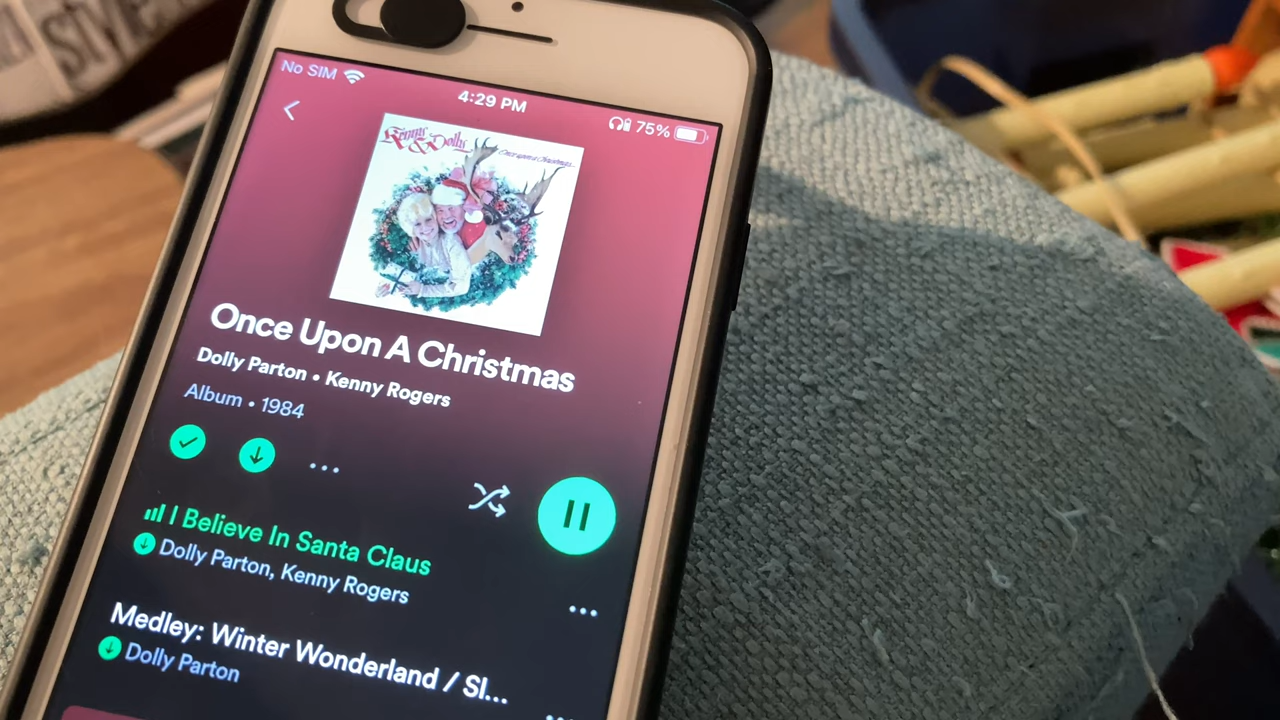 style
No SIM
4:29 PM
75%
Kenny & Dolly
Once upon a Christmas
Once Upon A Christmas
Dolly Parton • Kenny Rogers
Album • 1984
I Believe In Santa Claus
Dolly Parton, Kenny Rogers
Medley: Winter Wonderland / Sl...
Dolly Parton